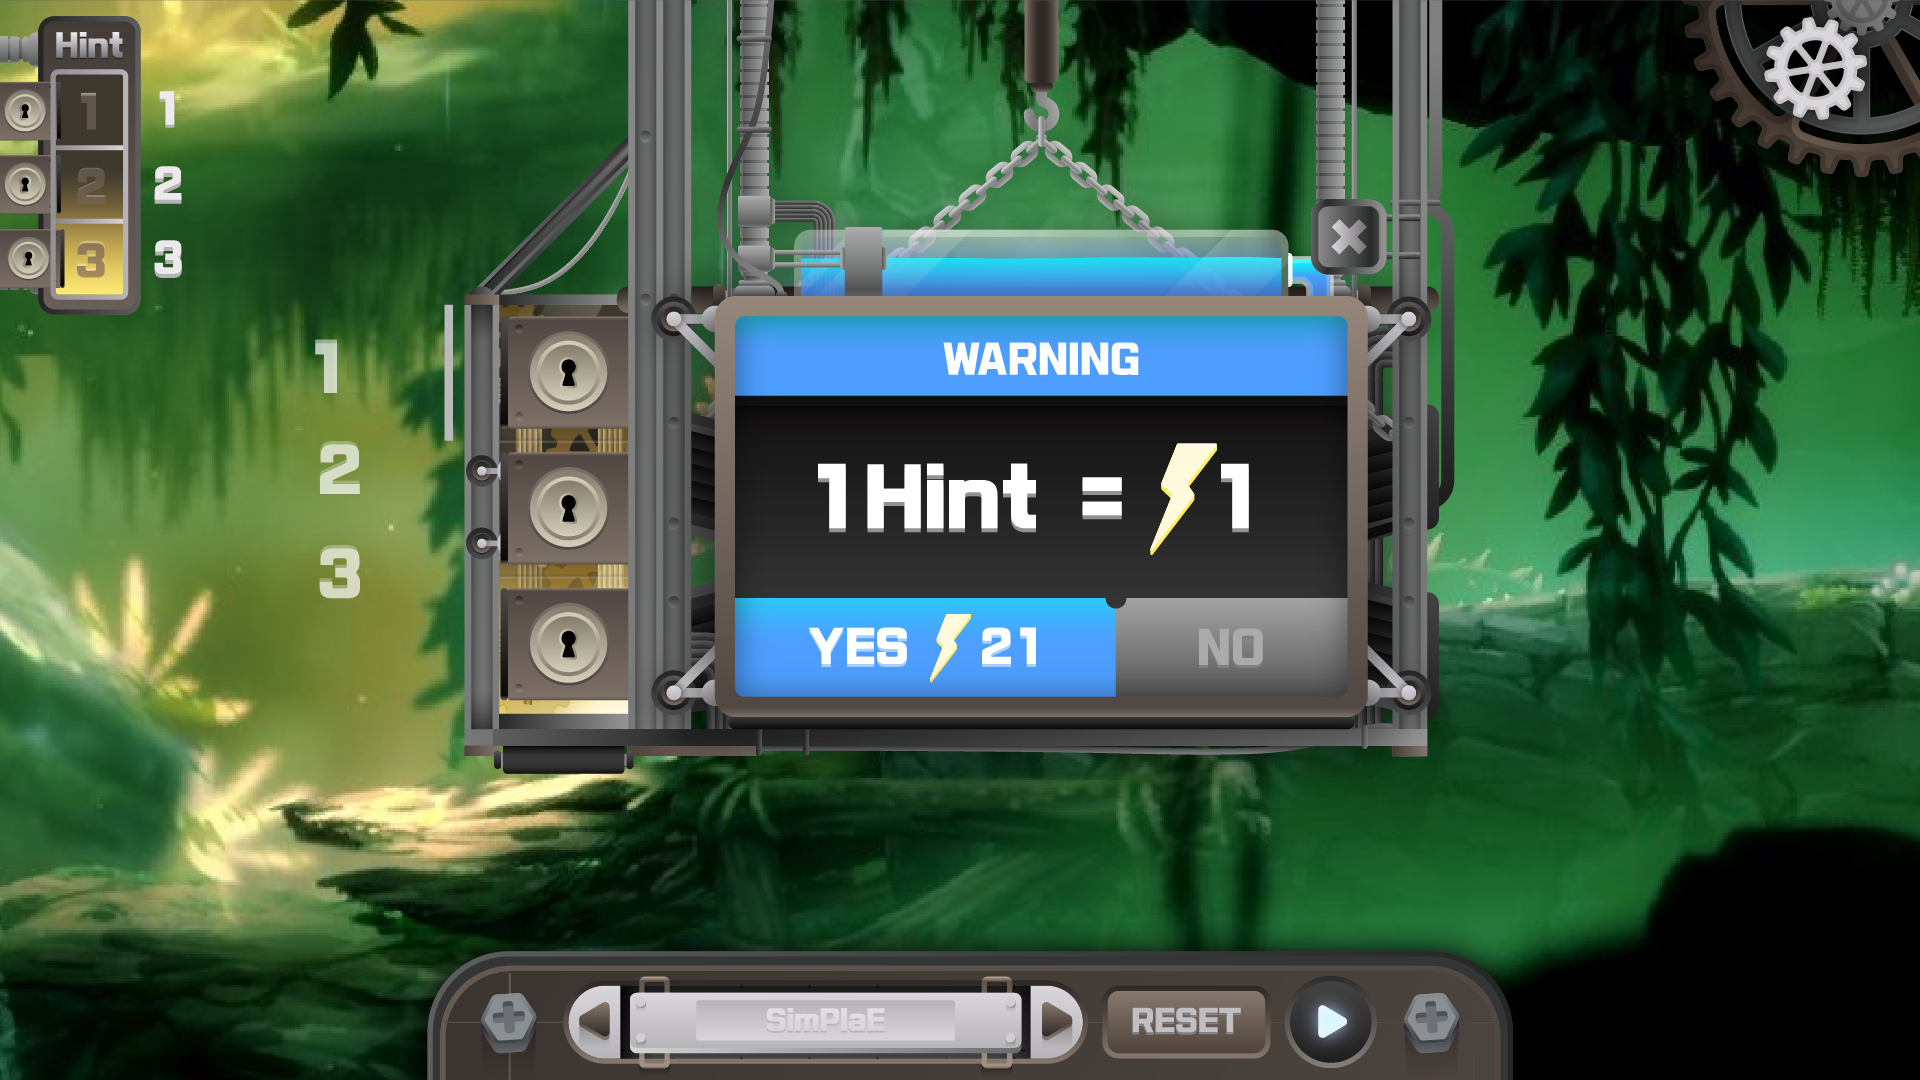 Hint
1 1
2 2
3 3
1
2
3
WARNING
1 Hint = 1
YES 21
NO
SimPlaE
RESET